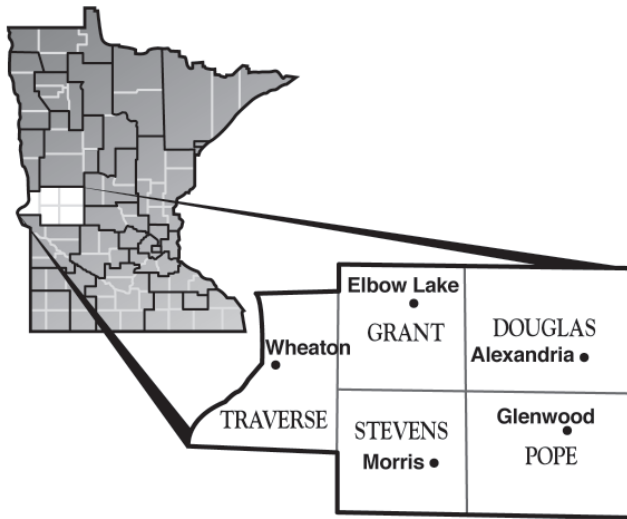 Elbow Lake
GRANT
DOUGLAS
Wheaton
Alexandria
TRAVERSE
STEVENS
Glenwood
Morris
POPE